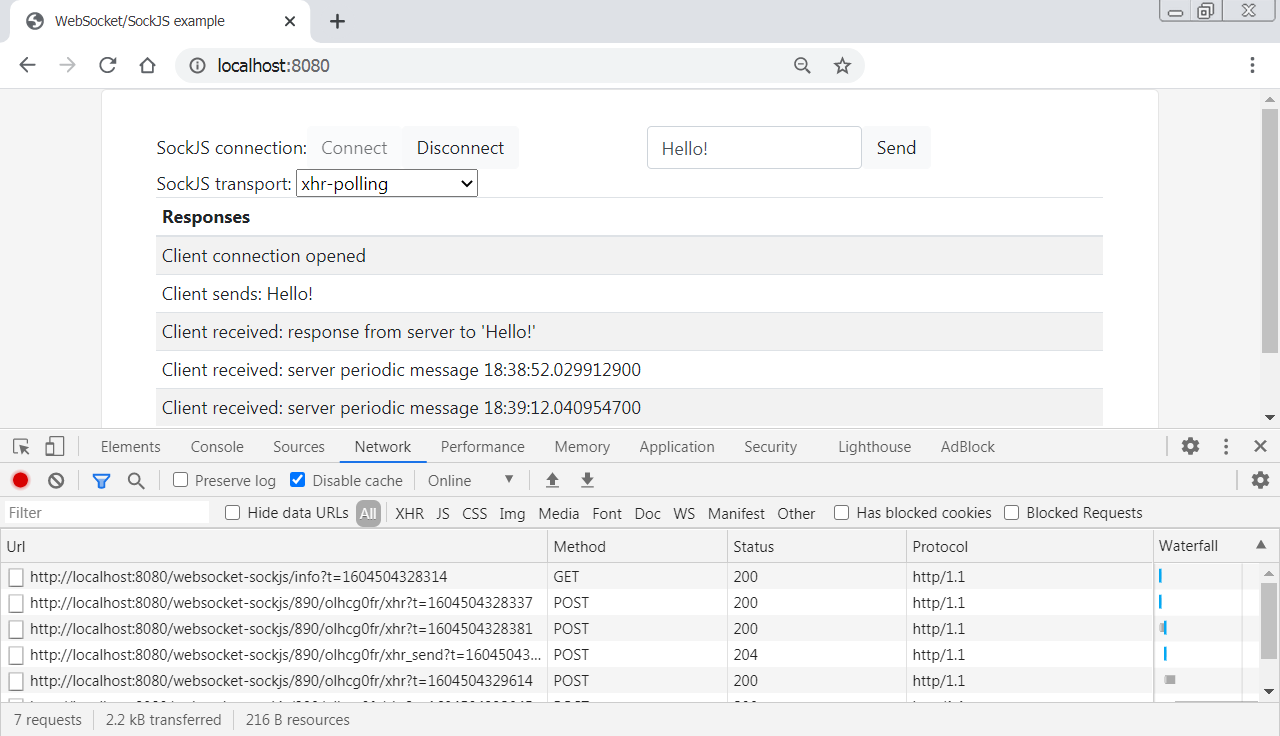 WebSocket/SockJS example
localhost:8080
SockJS connection: Connect Disconnect Hello! Send
SockJS transport: xhr-polling
Responses
Client connection opened
Client sends: Hello!
Client received: response from server to 'Hello!'
Client received: server periodic message 18:38:52.029912900
Client received: server periodic message 18:39:12.040954700
Elements Console Sources Network Performance Memory Application Security Lighthouse AdBlock
Preserve log Disable cache Online
Filter Hide data URLs All XHR JS CSS Img Media Font Doc WS Manifest Other Has blocked cookies Blocked Requests
Url Method Status Protocol Waterfall
http://localhost:8080/websocket-sockjs/info?t=1604504328314 GET 200 http/1.1
http://localhost:8080/websocket-sockjs/890/olhcg0fr/xhr?t=1604504328337 POST 200 http/1.1
http://localhost:8080/websocket-sockjs/890/olhcg0fr/xhr?t=1604504328381 POST 200 http/1.1
http://localhost:8080/websocket-sockjs/890/olhcg0fr/xhr_send?t=16045043... POST 204 http/1.1
http://localhost:8080/websocket-sockjs/890/olhcg0fr/xhr?t=1604504329614 POST 200 http/1.1
7 requests 2.2 kB transferred 216 B resources